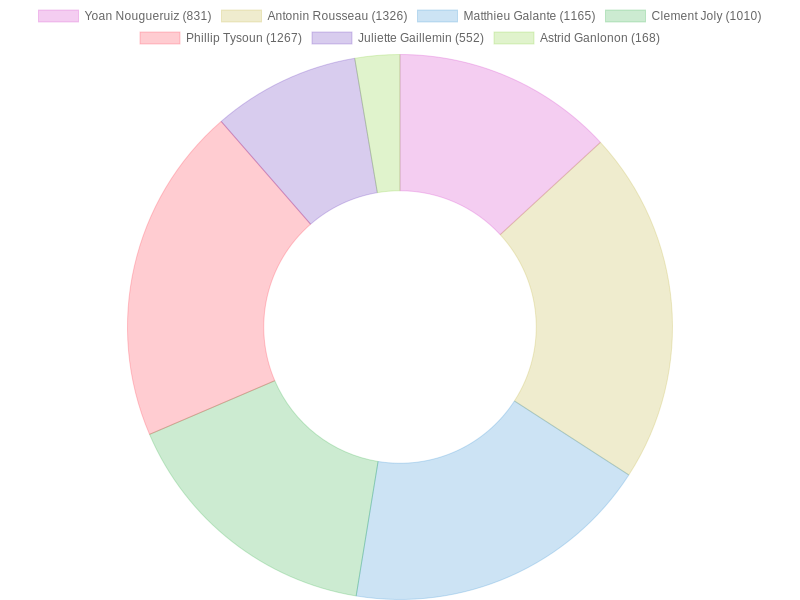 Yoan Nougueruiz (831) Antonin Rousseau (1326) Matthieu Galante (1165) Clement Joly (1010)
Phillip Tysoun (1267) Juliette Gaillemin (552) Astrid Ganlonon (168)